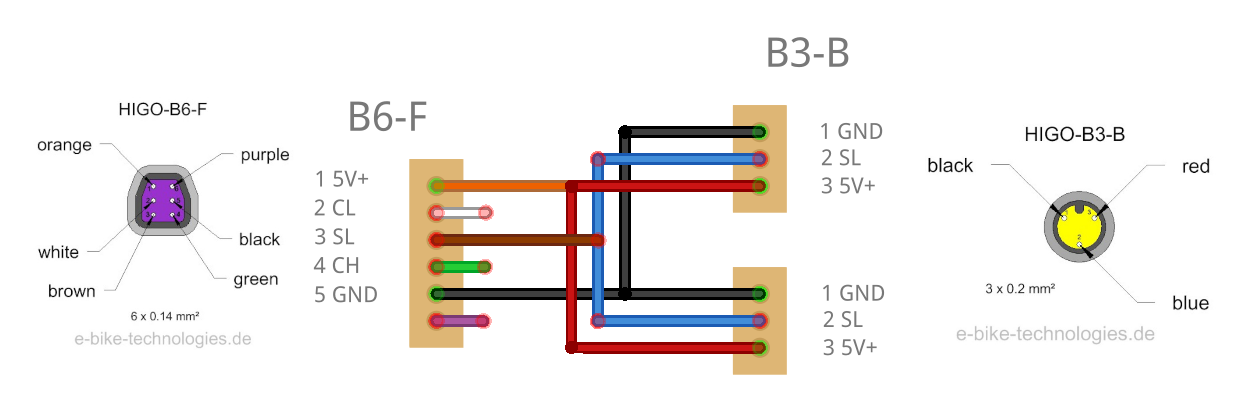 B3-B
HIGO-B6-F
B6-F
orange
purple
1 5V+
2 CL
3 SL
4 CH
5 GND
white
black
brown
green
6 x 0.14 mm²
e-bike-technologies.de
1 GND
2 SL
3 5V+
1 GND
2 SL
3 5V+
HIGO-B3-B
black
red
3
2
blue
3 x 0.2 mm²
e-bike-technologies.de